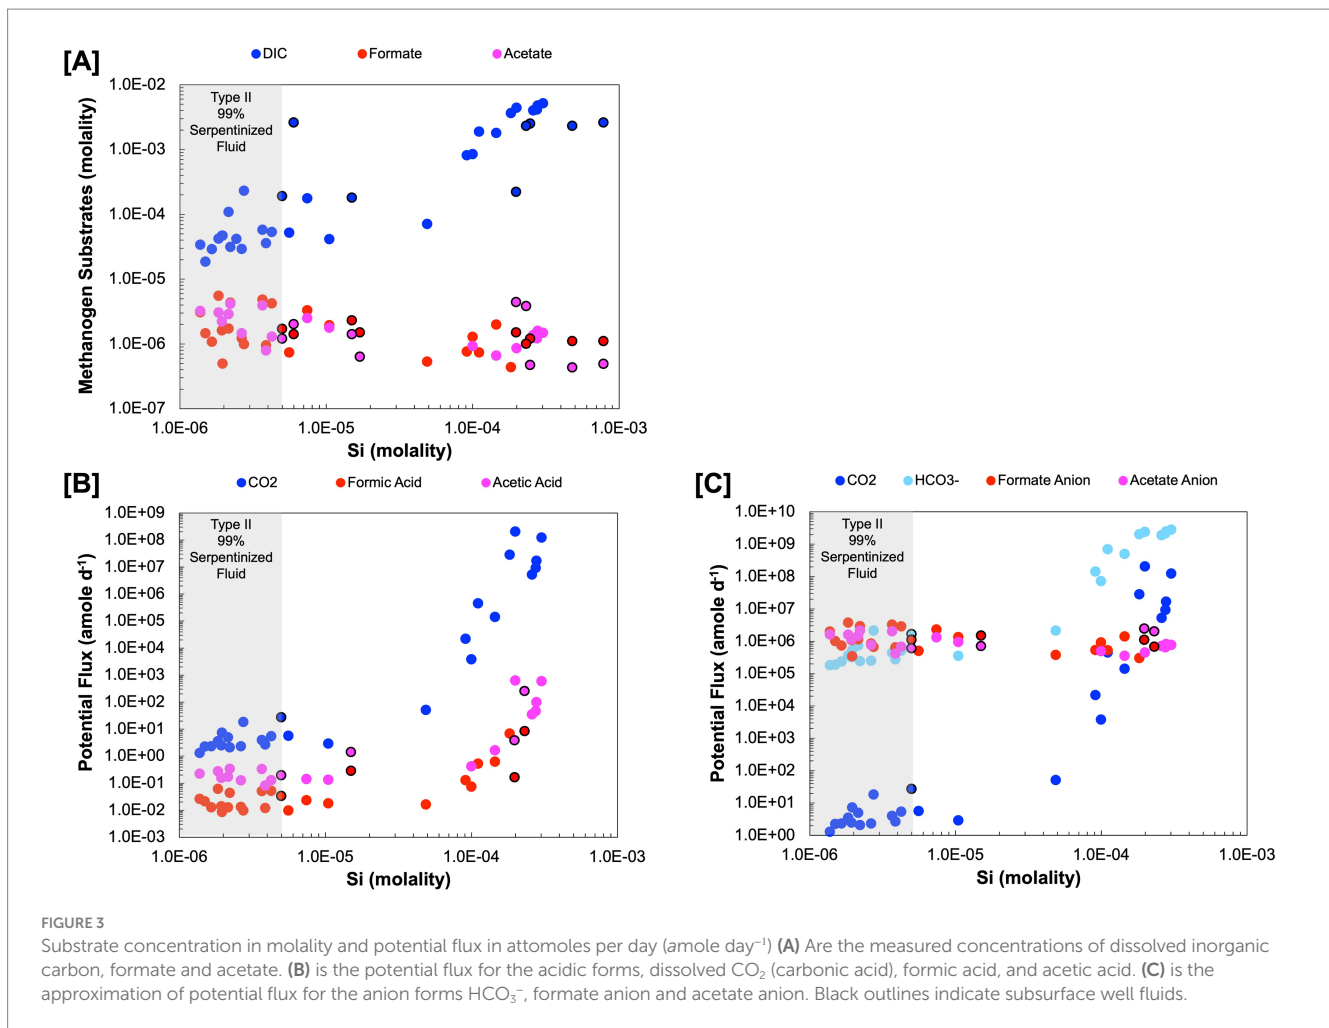 [A]
DIC Formate Acetate
Methanogen Substrates (molality)
1.0E-02
1.0E-03
1.0E-04
1.0E-05
1.0E-06
1.0E-07
Type II
99%
Serpentinized
Fluid
1.0E-06 1.0E-05 1.0E-04 1.0E-03
Si (molality)
[B]
CO2 Formic Acid Acetic Acid
Potential Flux (amole d-1)
1.0E+09
1.0E+08
1.0E+07
1.0E+06
1.0E+05
1.0E+04
1.0E+03
1.0E+02
1.0E+01
1.0E+00
1.0E-01
1.0E-02
1.0E-03
Type II
99%
Serpentinized
Fluid
1.0E-06 1.0E-05 1.0E-04 1.0E-03
Si (molality)
[C]
CO2 HCO3- Formate Anion Acetate Anion
Potential Flux (amole d-1)
1.0E+10
1.0E+09
1.0E+08
1.0E+07
1.0E+06
1.0E+05
1.0E+04
1.0E+03
1.0E+02
1.0E+01
1.0E+00
Type II
99%
Serpentinized
Fluid
1.0E-06 1.0E-05 1.0E-04 1.0E-03
Si (molality)
FIGURE 3
Substrate concentration in molality and potential flux in attomoles per day (amole day⁻¹) (A) Are the measured concentrations of dissolved inorganic
carbon, formate and acetate. (B) is the potential flux for the acidic forms, dissolved CO₂ (carbonic acid), formic acid, and acetic acid. (C) is the
approximation of potential flux for the anion forms HCO₃⁻, formate anion and acetate anion. Black outlines indicate subsurface well fluids.